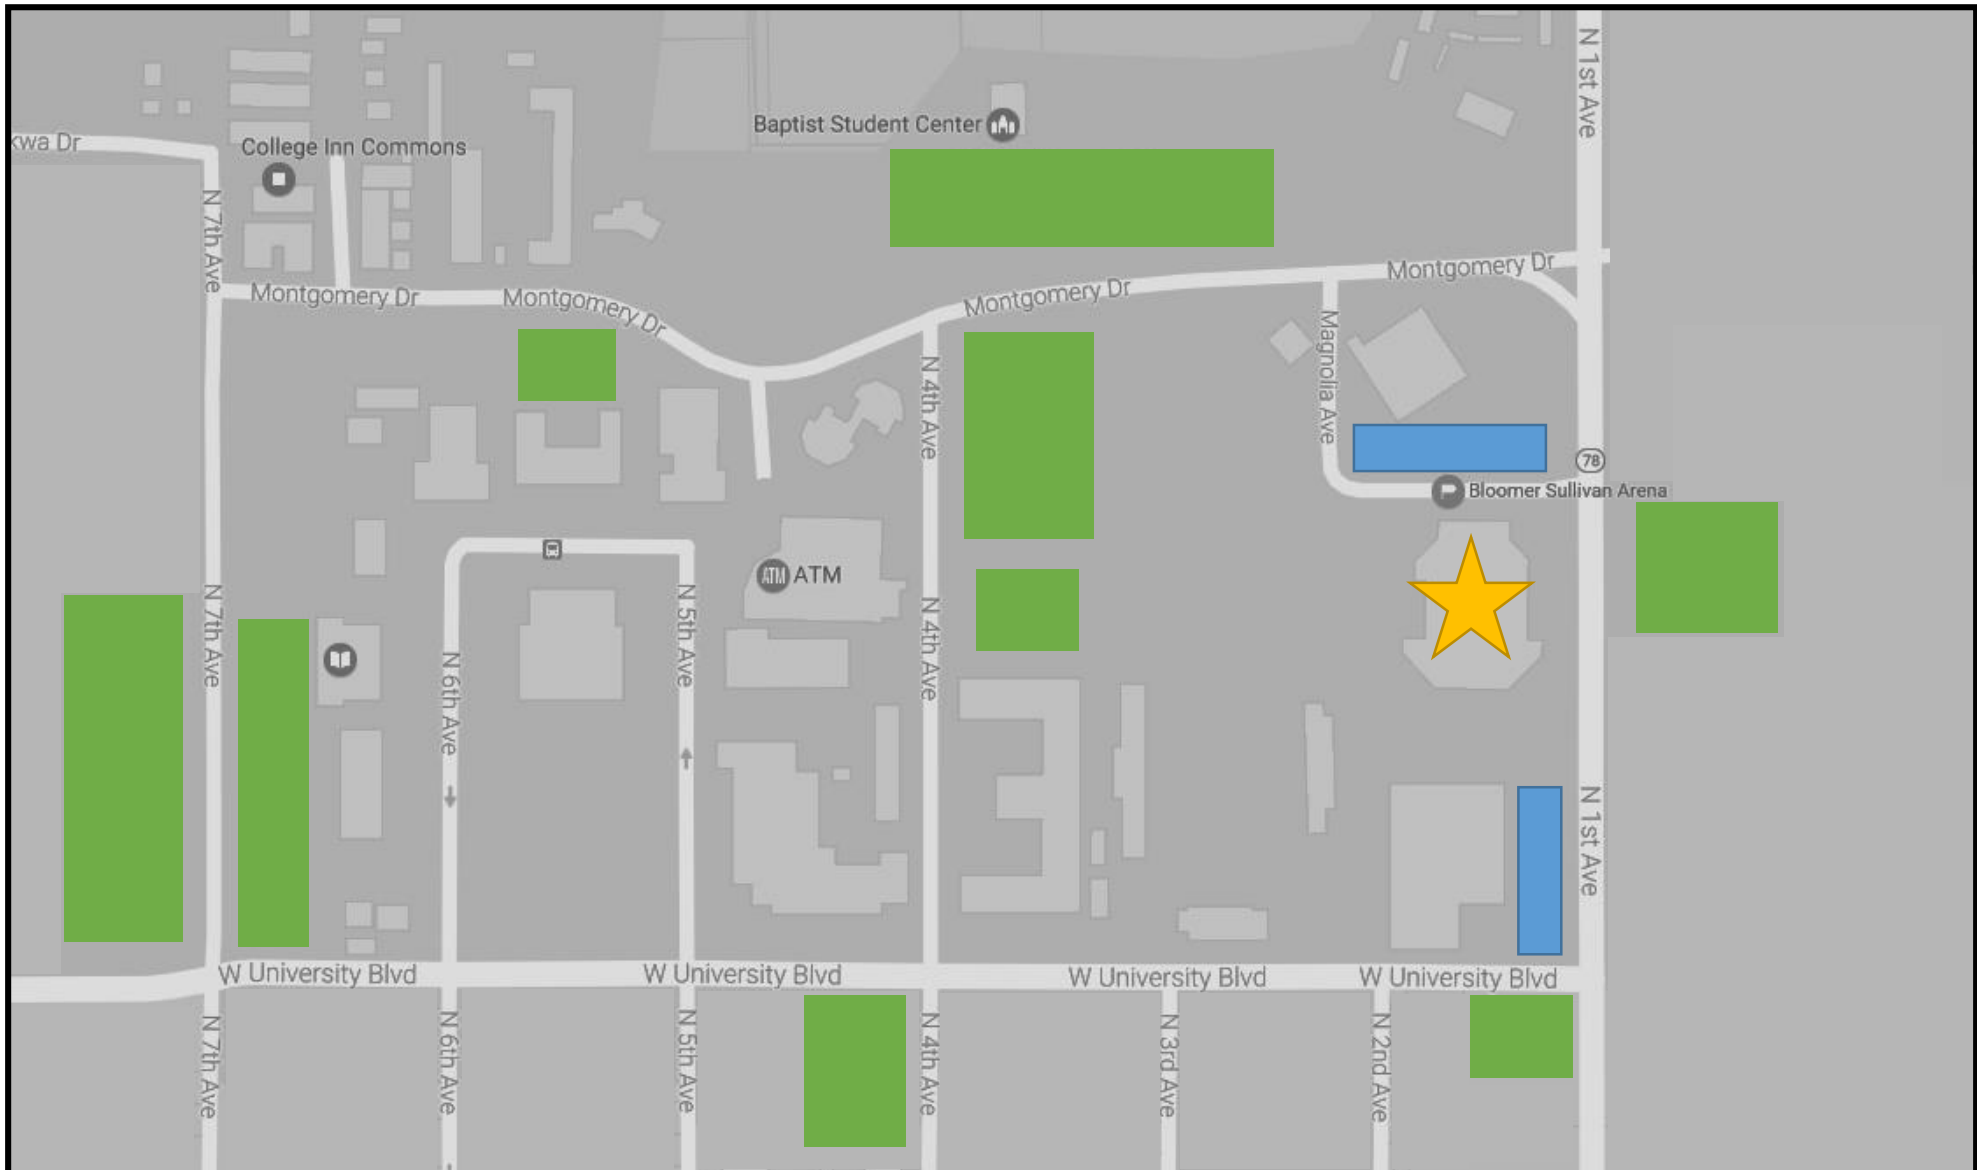 N 1st Ave
Baptist Student Center
kwa Dr
College Inn Commons
N 7th Ave
Montgomery Dr
Montgomery Dr
Montgomery Dr
Montgomery Dr
Magnolia Ave
N 4th Ave
78
Bloomer Sullivan Arena
ATM ATM
N 7th Ave
N 5th Ave
N 4th Ave
N 6th Ave
N 1st Ave
W University Blvd
W University Blvd
W University Blvd
W University Blvd
N 7th Ave
N 6th Ave
N 5th Ave
N 4th Ave
N 3rd Ave
N 2nd Ave